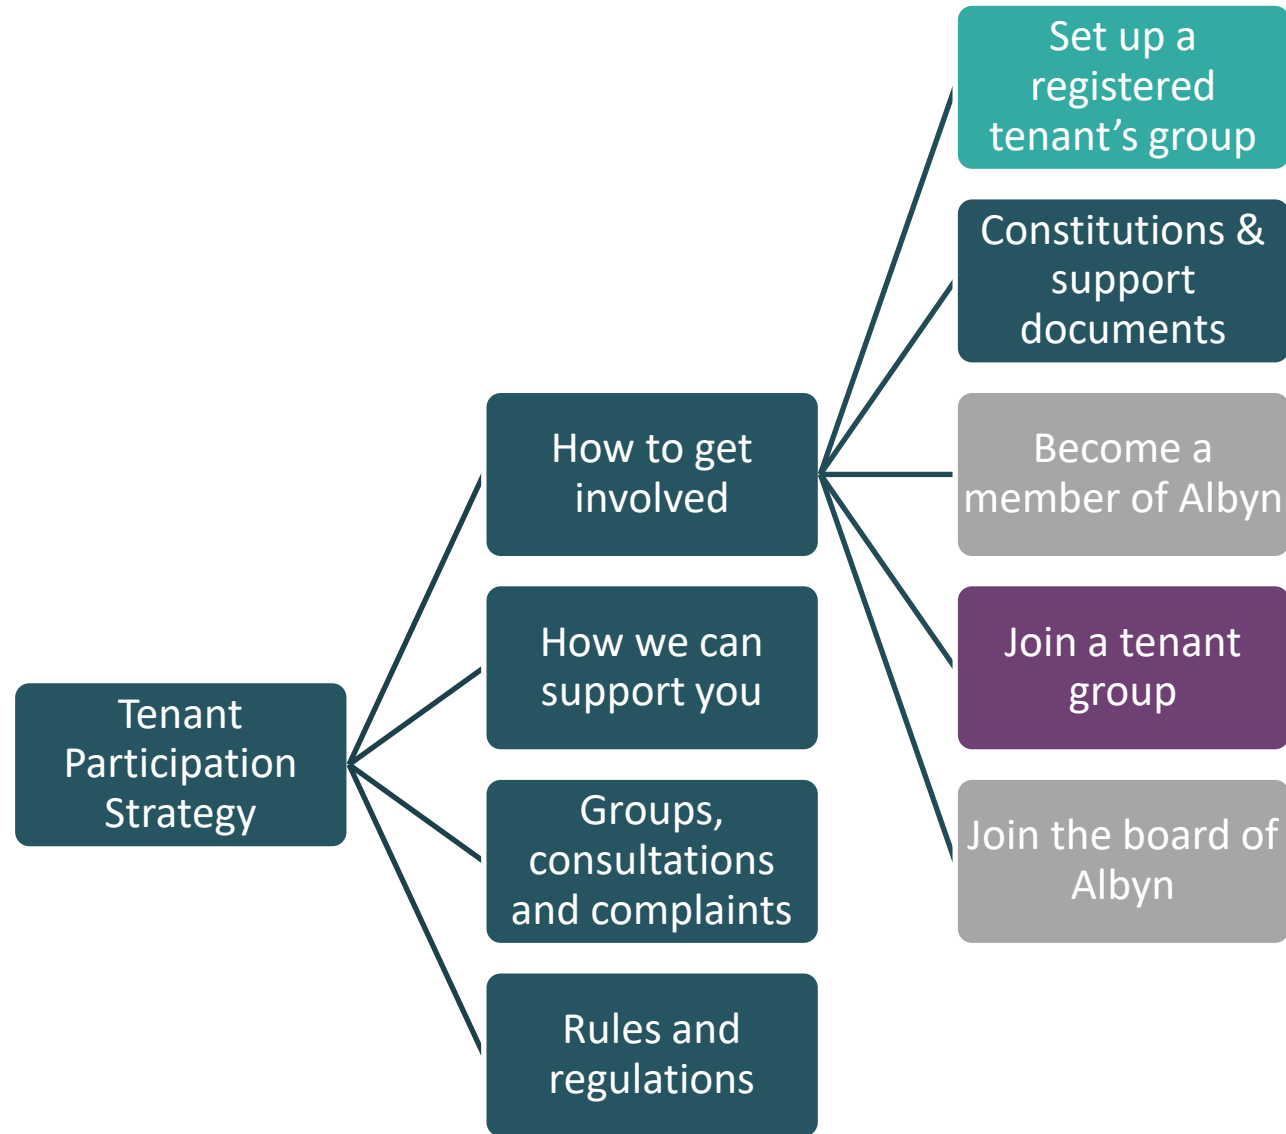 Tenant
Participation
Strategy
How to get
involved
How we can
support you
Groups,
consultations
and complaints
Rules and
regulations
Set up a
registered
tenant’s group
Constitutions &
support
documents
Become a
member of Albyn
Join a tenant
group
Join the board of
Albyn